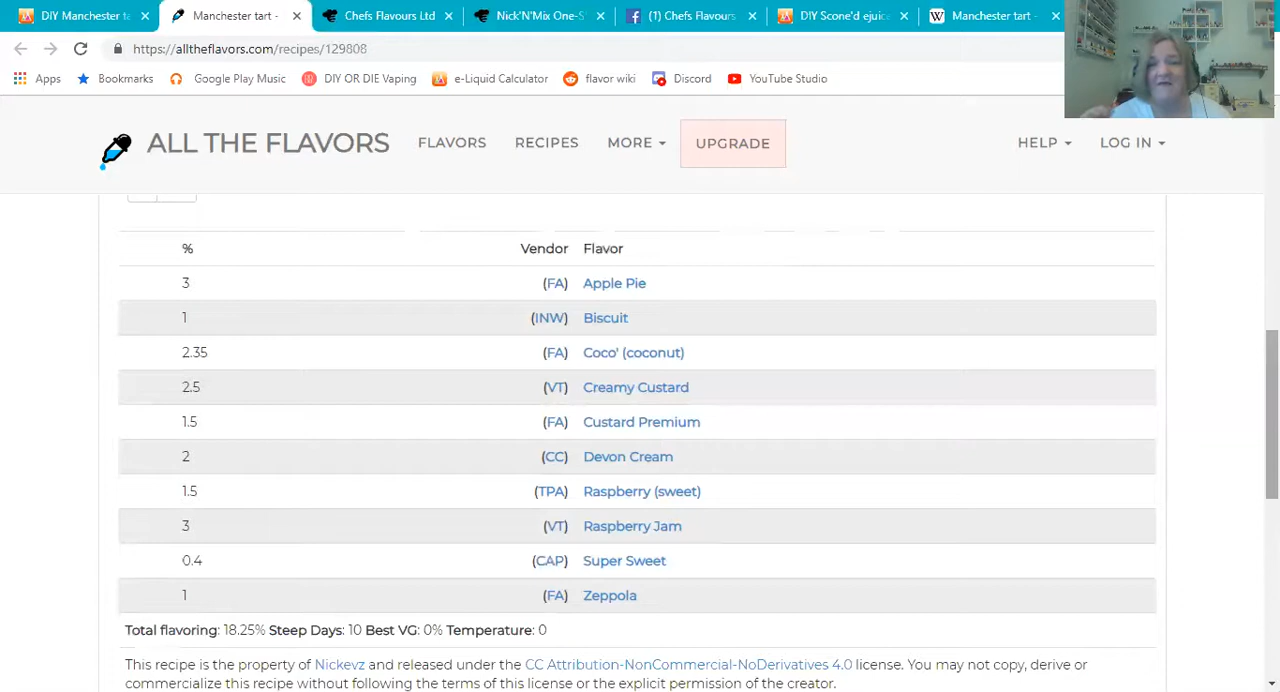 DIY Manchester ta
Manchester tart -
Chefs Flavours Ltd
Nick'N'Mix One-S
(1) Chefs Flavours
DIY Scone'd ejuice
Manchester tart -
https://alltheflavors.com/recipes/129808
Apps
Bookmarks
Google Play Music
DIY OR DIE Vaping
e-Liquid Calculator
flavor wiki
Discord
YouTube Studio
ALL THE FLAVORS
FLAVORS
RECIPES
MORE
UPGRADE
HELP
LOG IN
% Vendor Flavor
3 (FA) Apple Pie
1 (INW) Biscuit
2.35 (FA) Coco' (coconut)
2.5 (VT) Creamy Custard
1.5 (FA) Custard Premium
2 (CC) Devon Cream
1.5 (TPA) Raspberry (sweet)
3 (VT) Raspberry Jam
0.4 (CAP) Super Sweet
1 (FA) Zeppola
Total flavoring: 18.25% Steep Days: 10 Best VG: 0% Temperature: 0
This recipe is the property of Nickevz and released under the CC Attribution-NonCommercial-NoDerivatives 4.0 license. You may not copy, derive or
commercialize this recipe without following the terms of this license or the explicit permission of the creator.